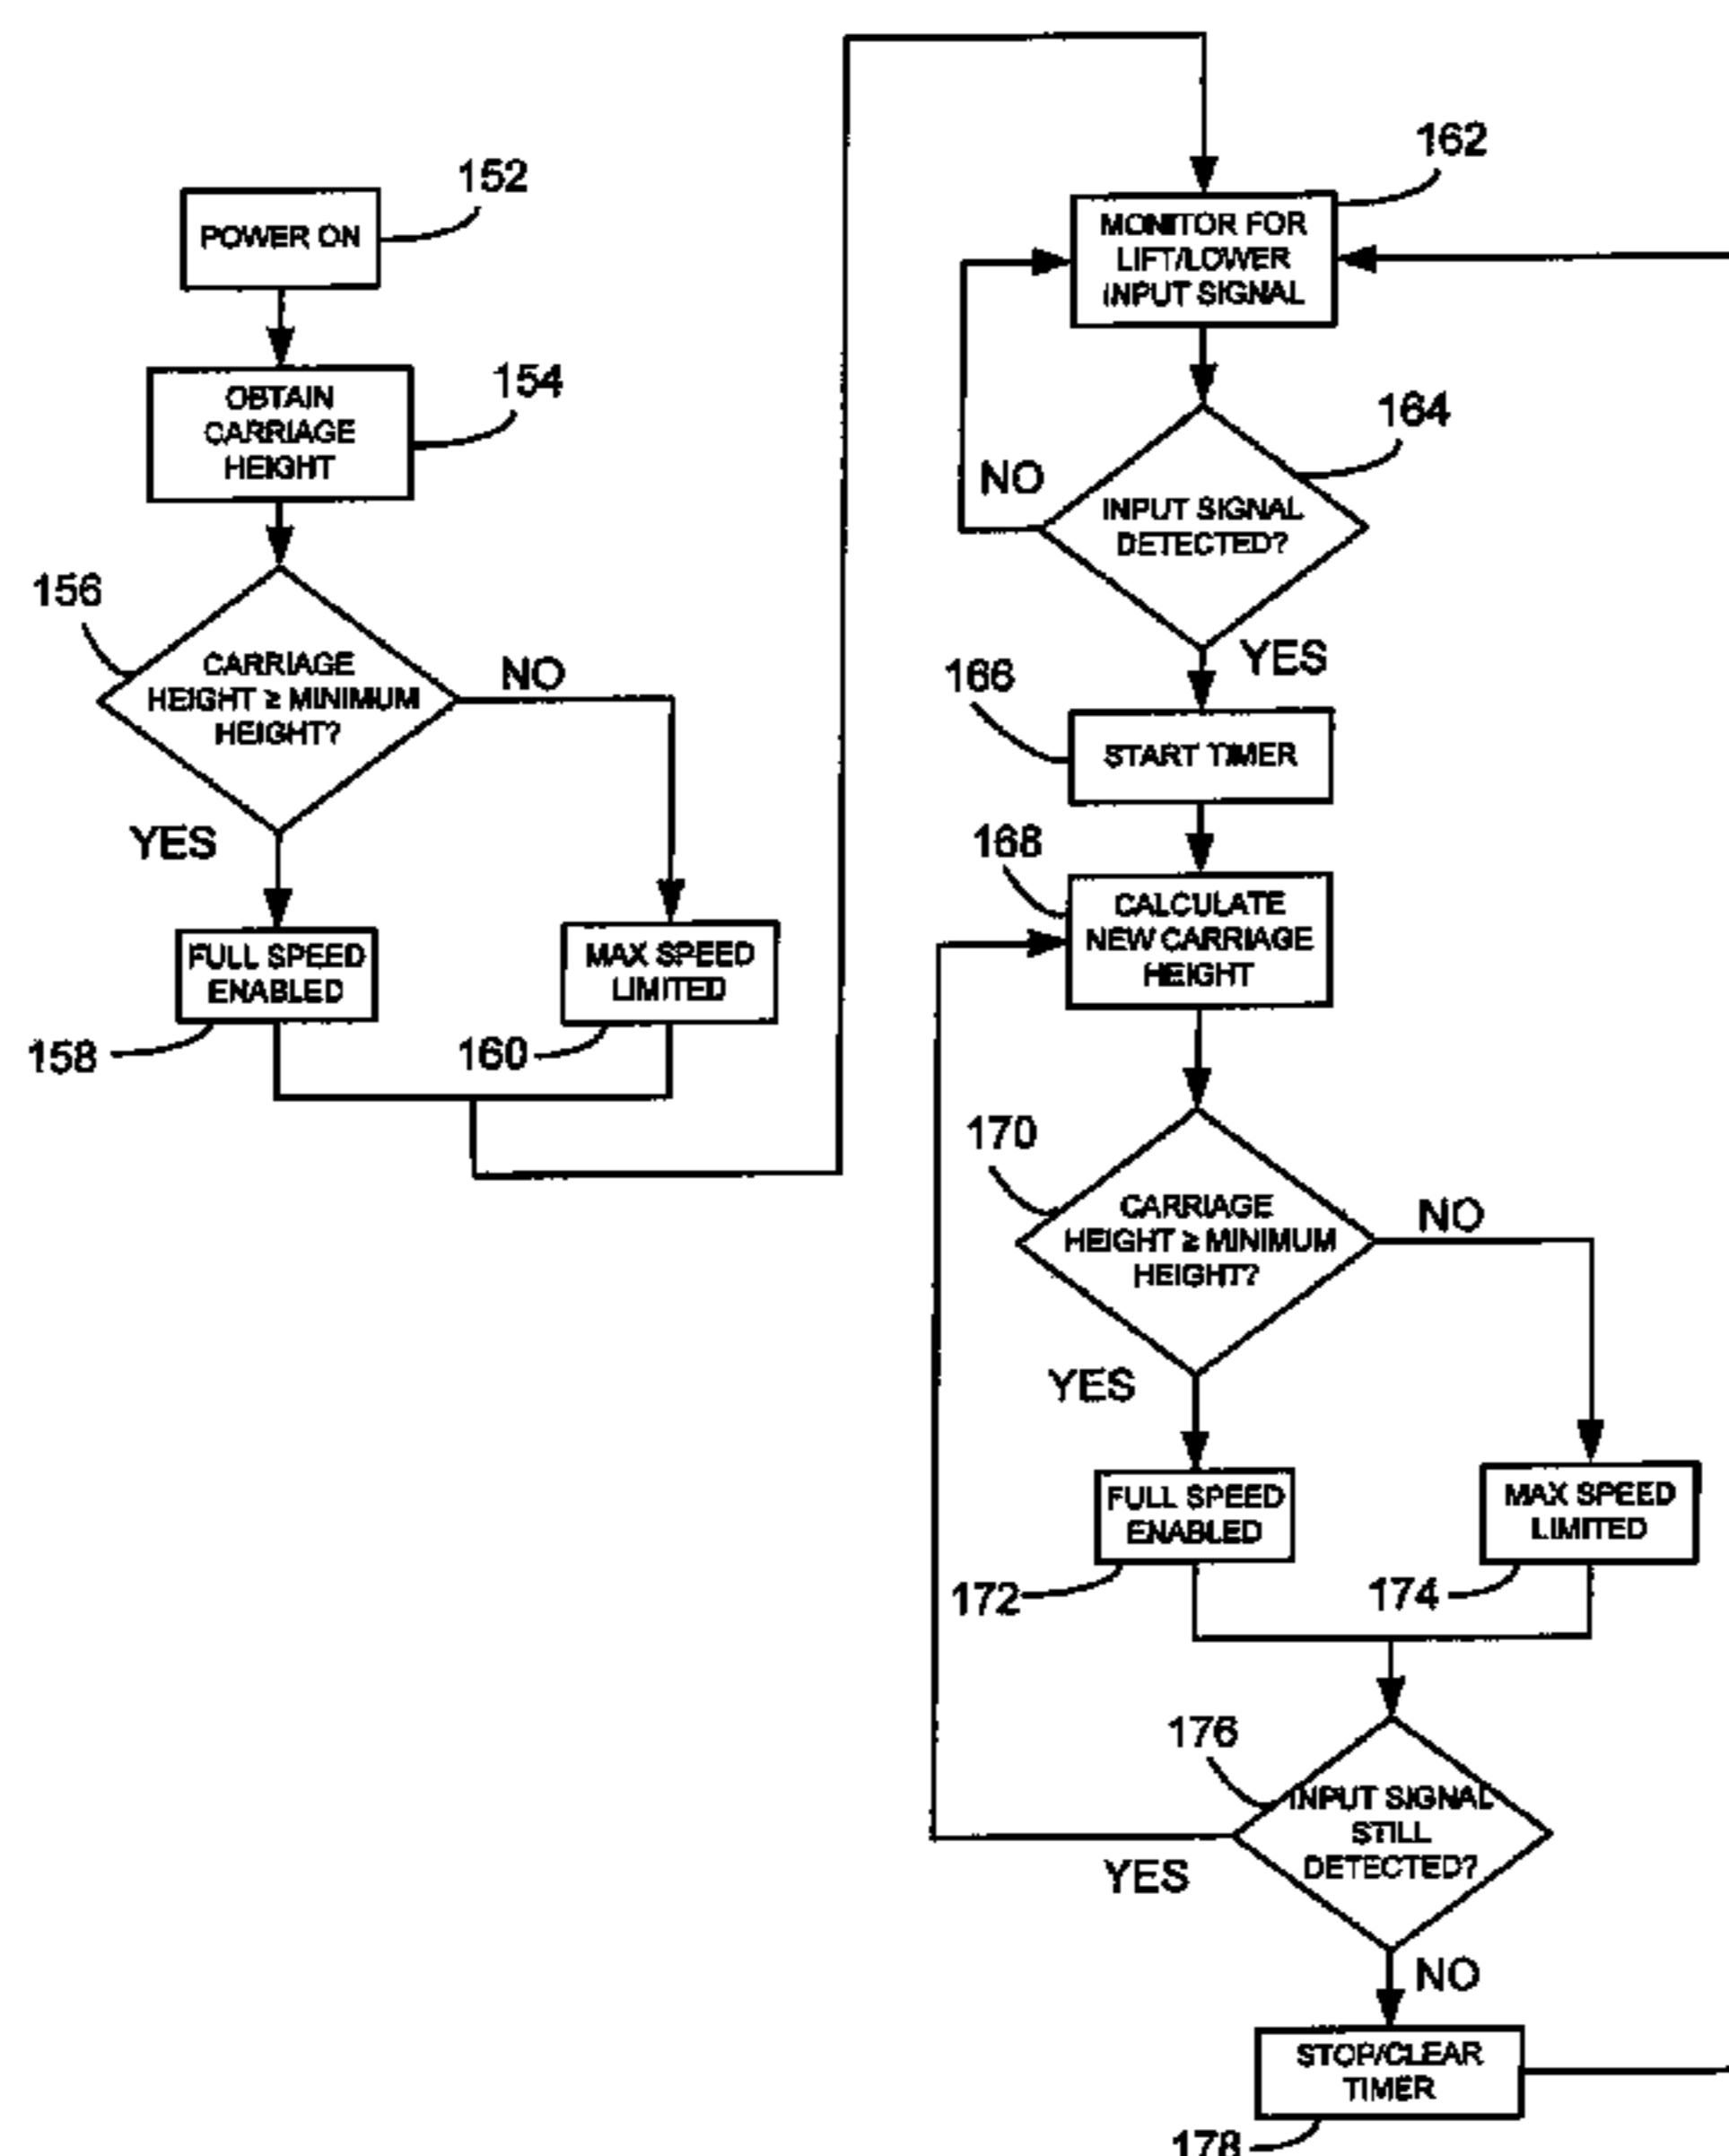 152
POWER ON
154
OBTAIN
CARRIAGE
HEIGHT
156
CARRIAGE
HEIGHT ≥ MINIMUM
HEIGHT?
NO
YES
FULL SPEED
ENABLED
158
MAX SPEED
LIMITED
160
162
MONITOR FOR
LIFT/LOWER
INPUT SIGNAL
164
INPUT SIGNAL
DETECTED?
NO
YES
166
START TIMER
168
CALCULATE
NEW CARRIAGE
HEIGHT
170
CARRIAGE
HEIGHT ≥ MINIMUM
HEIGHT?
NO
YES
FULL SPEED
ENABLED
172
MAX SPEED
LIMITED
174
176
INPUT SIGNAL
STILL
DETECTED?
YES
NO
STOP/CLEAR
TIMER
178